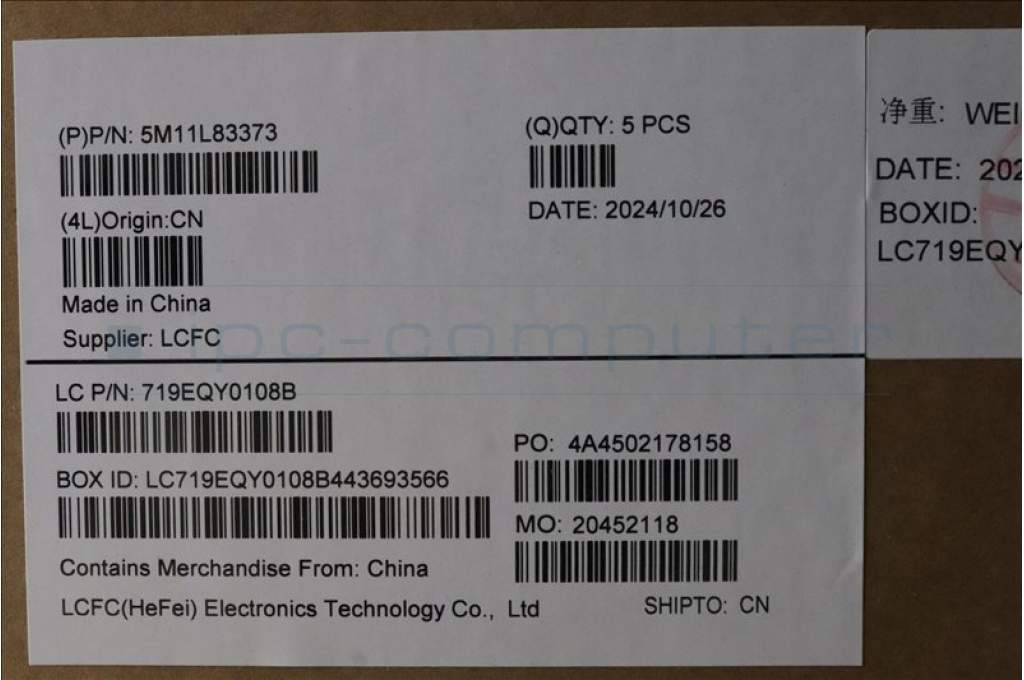 (P)P/N: 5M11L83373
(Q)QTY: 5 PCS
(4L)Origin:CN
DATE: 2024/10/26
Made in China
Supplier: LCFC
LC P/N: 719EQY0108B
PO: 4A4502178158
BOX ID: LC719EQY0108B443693566
MO: 20452118
Contains Merchandise From: China
LCFC(HeFei) Electronics Technology Co., Ltd
SHIPTO: CN
净重: WEI
DATE: 202
BOXID:
LC719EQY
ipc-computer